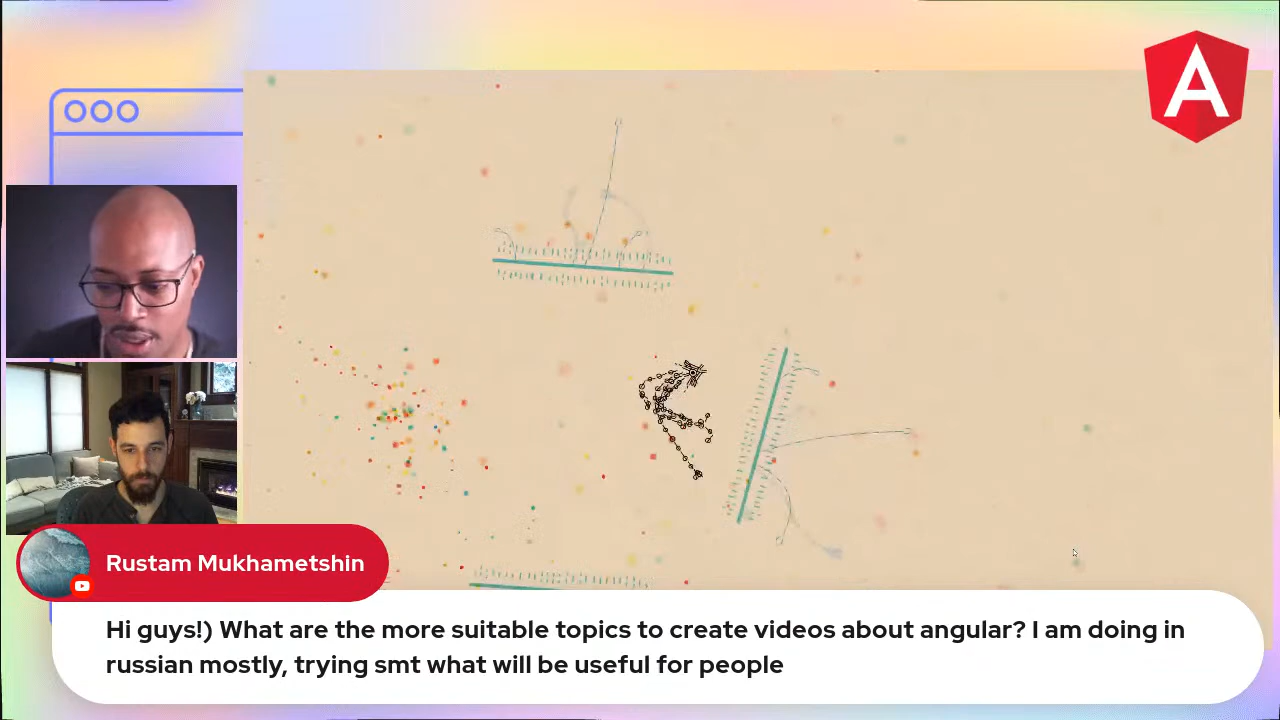 A
Rustam Mukhametshin
Hi guys!) What are the more suitable topics to create videos about angular? I am doing in
russian mostly, trying smt what will be useful for people